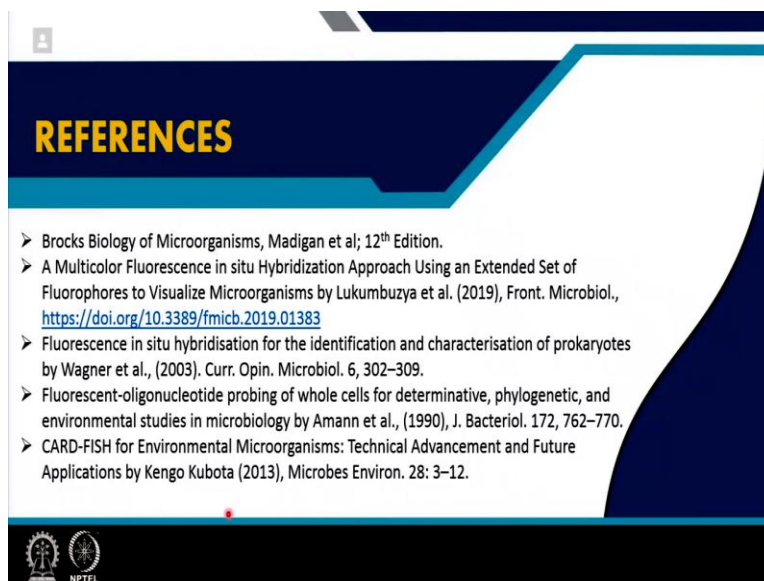 REFERENCES
➢ Brocks Biology of Microorganisms, Madigan et al; 12th Edition.
➢ A Multicolor Fluorescence in situ Hybridization Approach Using an Extended Set of
Fluorophores to Visualize Microorganisms by Lukumbuzya et al. (2019), Front. Microbiol.,
https://doi.org/10.3389/fmicb.2019.01383
➢ Fluorescence in situ hybridisation for the identification and characterisation of prokaryotes
by Wagner et al., (2003). Curr. Opin. Microbiol. 6, 302–309.
➢ Fluorescent-oligonucleotide probing of whole cells for determinative, phylogenetic, and
environmental studies in microbiology by Amann et al., (1990), J. Bacteriol. 172, 762–770.
➢ CARD-FISH for Environmental Microorganisms: Technical Advancement and Future
Applications by Kengo Kubota (2013), Microbes Environ. 28: 3–12.
NPTEL